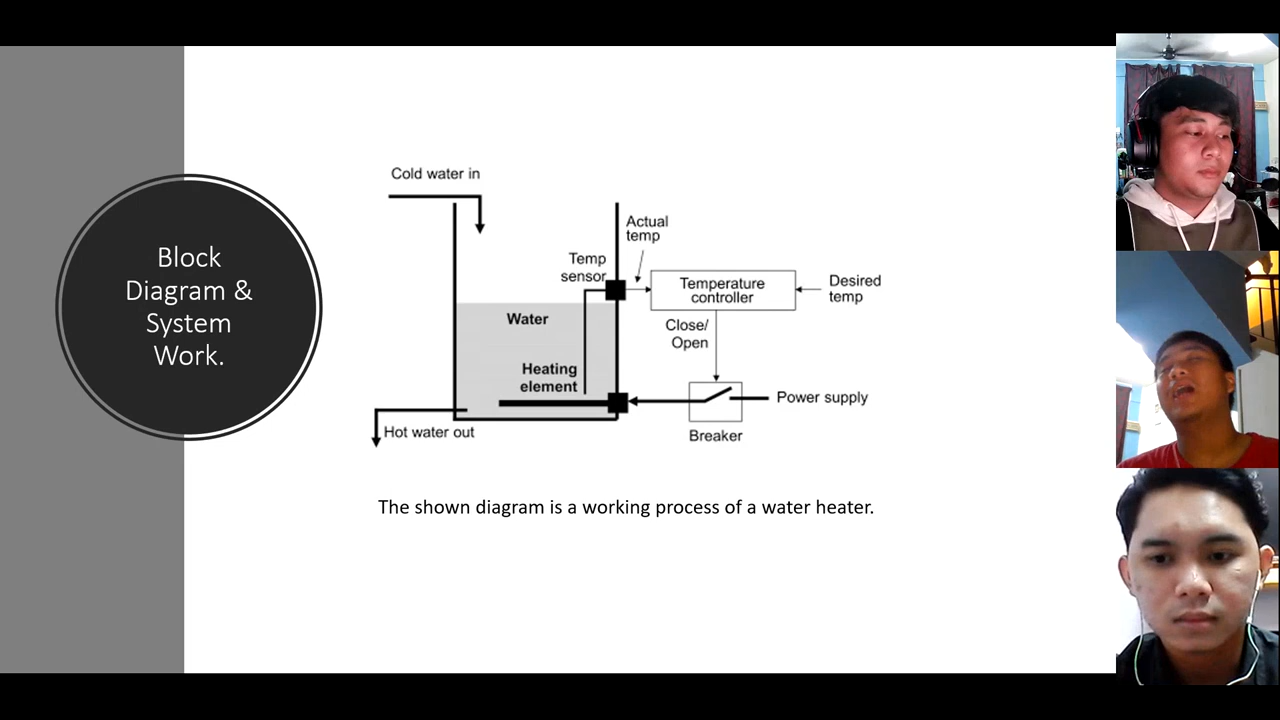 Block
Diagram &
System
Work.
Cold water in
Actual
temp
Temp
sensor
Temperature
controller
Desired
temp
Water
Close/
Open
Heating
element
Power supply
Hot water out
Breaker
The shown diagram is a working process of a water heater.